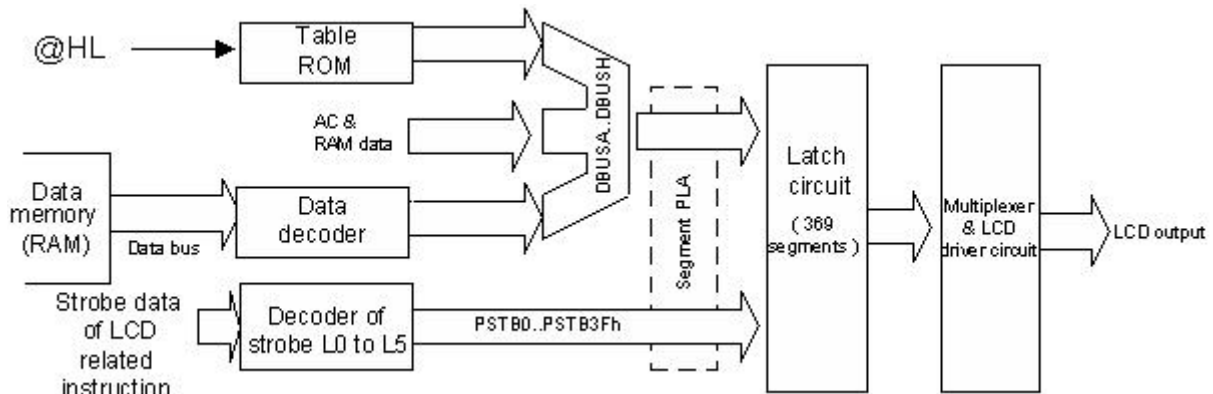 @HL
Table
ROM
AC &
RAM data
DBUSA..DBUSH
Data
memory
(RAM)
Data bus
Data
decoder
Segment PLA
Latch
circuit
( 369
segments )
Multiplexer
& LCD
driver circuit
LCD output
Strobe data
of LCD
related
instruction
Decoder of
strobe L0 to L5
PSTB0..PSTB3Fh